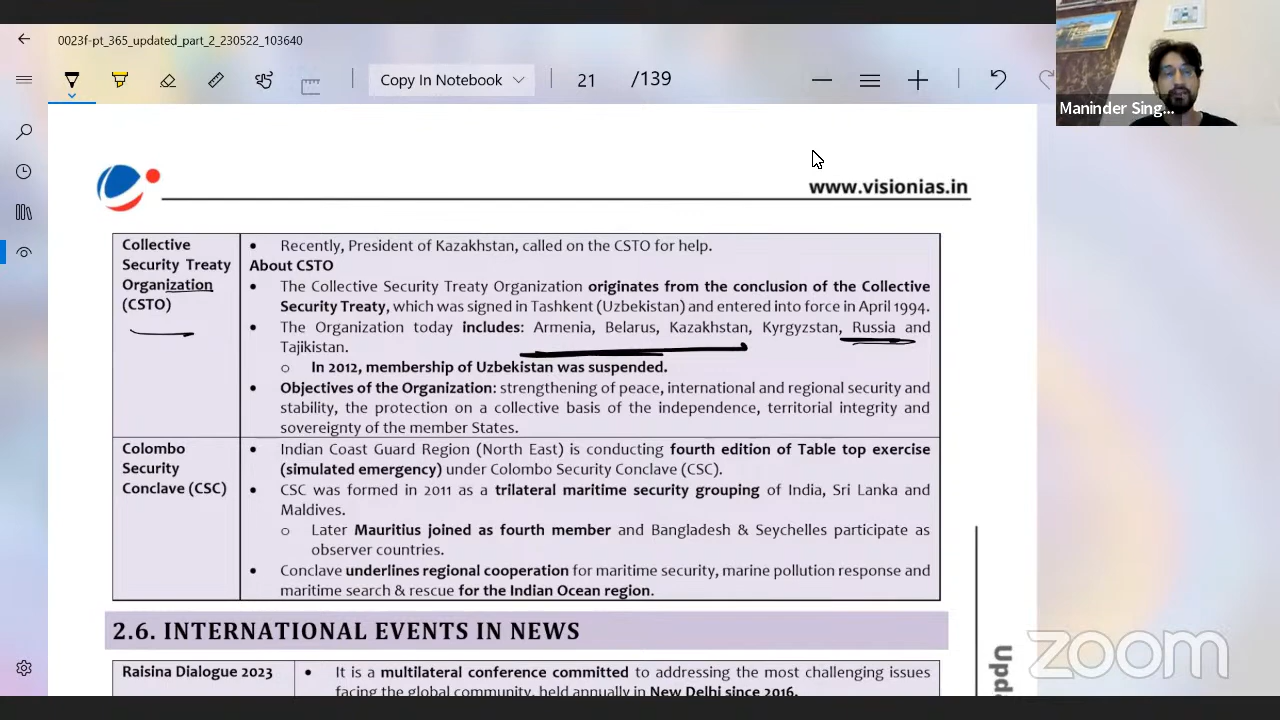 0023f-pt_365_updated_part_2_230522_103640
Copy In Notebook
21 /139
Maninder Sing...
www.visionias.in
Collective
Security Treaty
Organization
(CSTO)
• Recently, President of Kazakhstan, called on the CSTO for help.
About CSTO
• The Collective Security Treaty Organization originates from the conclusion of the Collective
Security Treaty, which was signed in Tashkent (Uzbekistan) and entered into force in April 1994.
• The Organization today includes: Armenia, Belarus, Kazakhstan, Kyrgyzstan, Russia and
Tajikistan.
o In 2012, membership of Uzbekistan was suspended.
• Objectives of the Organization: strengthening of peace, international and regional security and
stability, the protection on a collective basis of the independence, territorial integrity and
sovereignty of the member States.
Colombo
Security
Conclave (CSC)
• Indian Coast Guard Region (North East) is conducting fourth edition of Table top exercise
(simulated emergency) under Colombo Security Conclave (CSC).
• CSC was formed in 2011 as a trilateral maritime security grouping of India, Sri Lanka and
Maldives.
o Later Mauritius joined as fourth member and Bangladesh & Seychelles participate as
observer countries.
• Conclave underlines regional cooperation for maritime security, marine pollution response and
maritime search & rescue for the Indian Ocean region.
2.6. INTERNATIONAL EVENTS IN NEWS
Raisina Dialogue 2023
• It is a multilateral conference committed to addressing the most challenging issues
facing the global community, held annually in New Delhi since 2016.
Upd
zoom